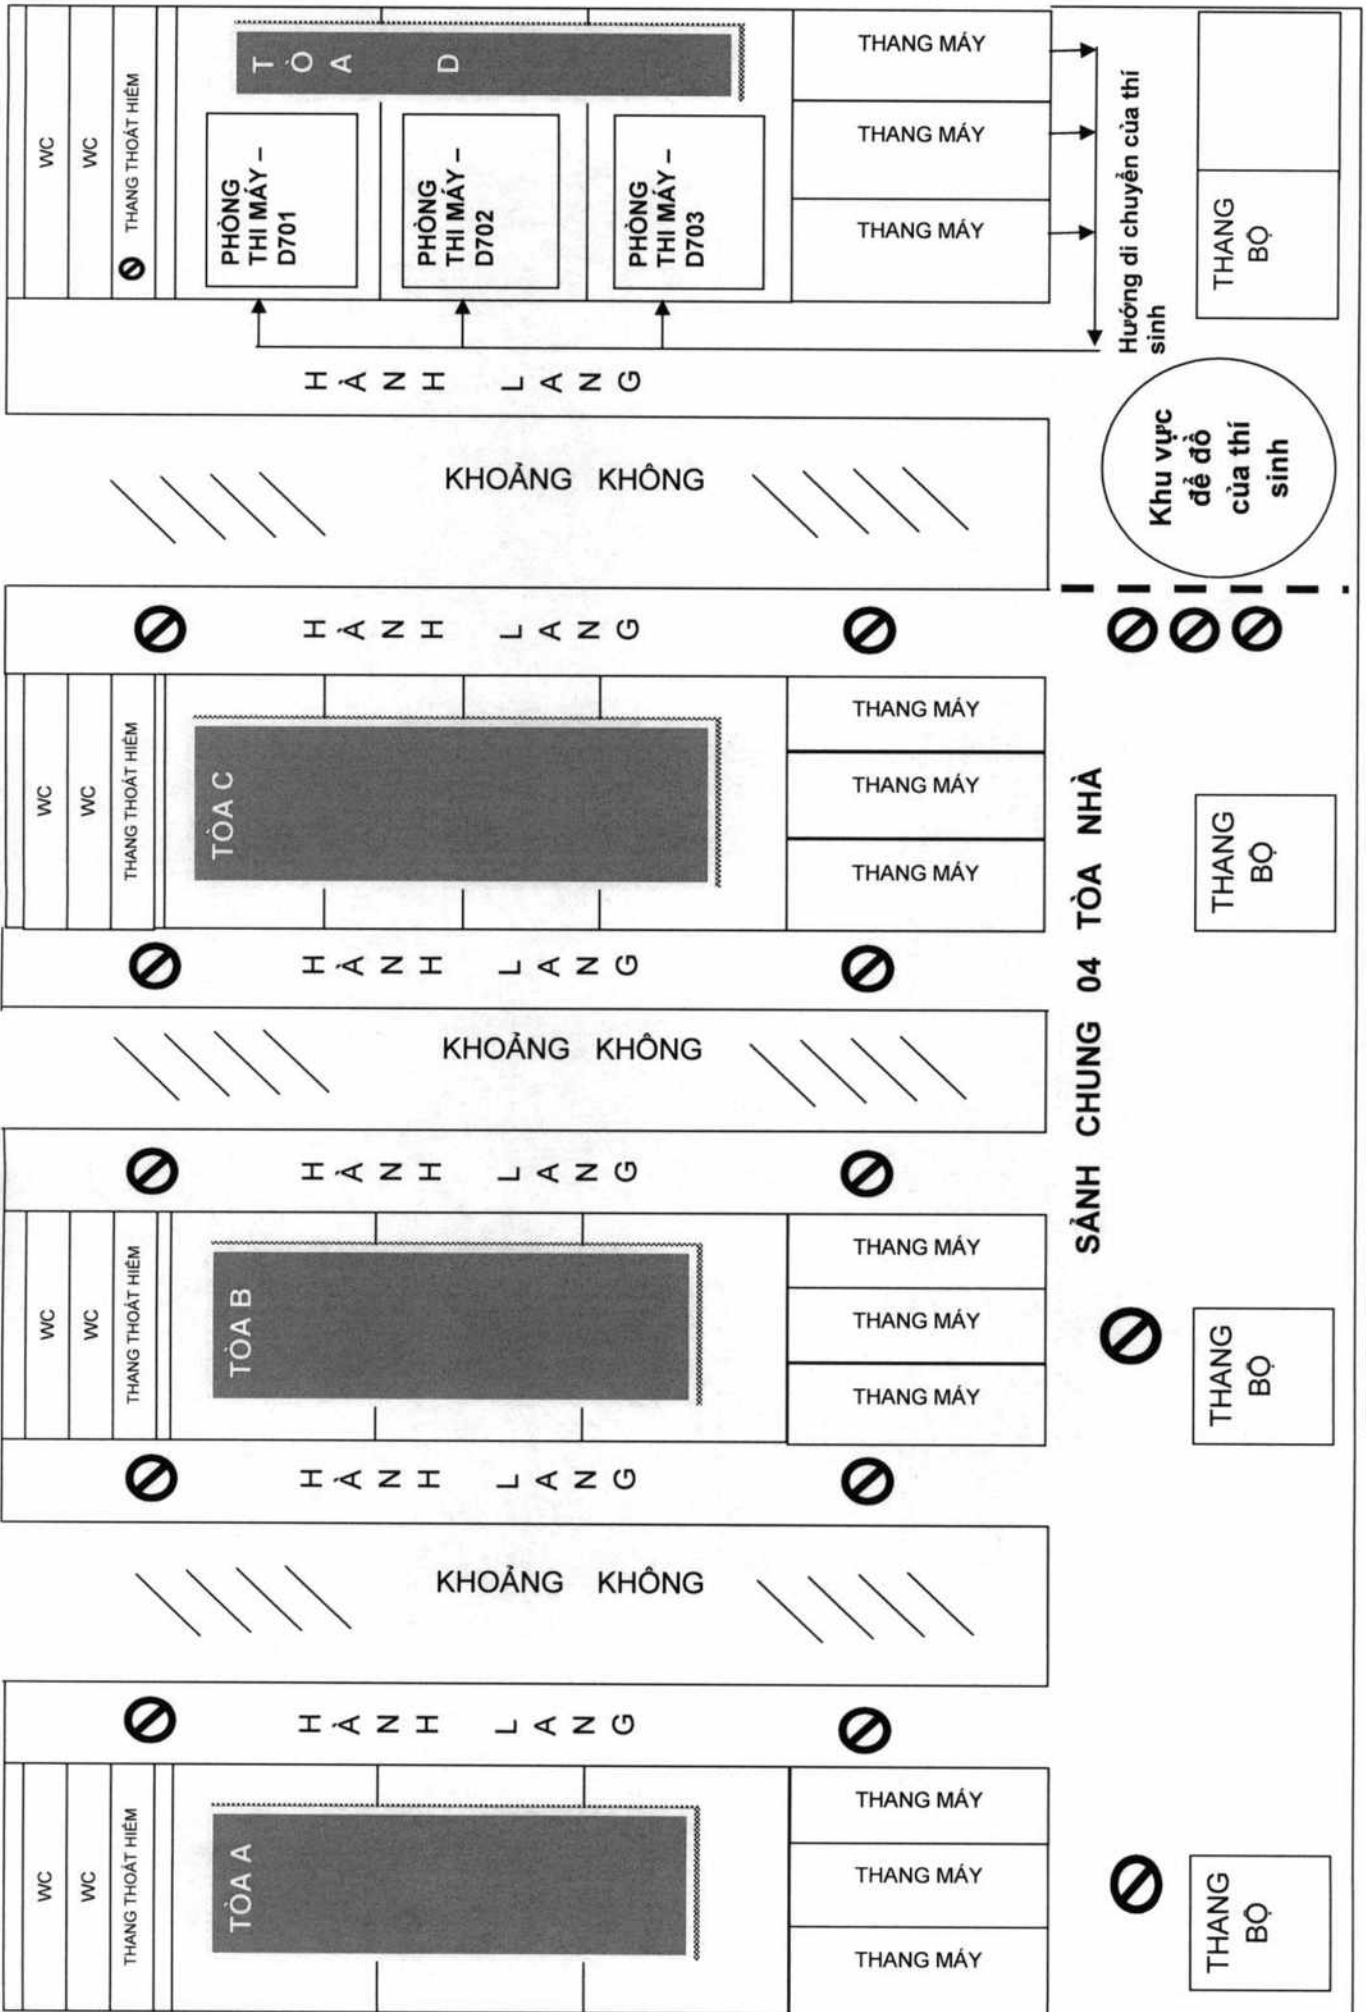 WC
WC
THANG THOÁT HIỂM
TÒA D
PHÒNG
THI MÁY –
D701
PHÒNG
THI MÁY –
D702
PHÒNG
THI MÁY –
D703
THANG MÁY
THANG MÁY
THANG MÁY
Hướng di chuyển của thí
sinh
THANG
BỘ
HÀNH LANG
KHOẢNG KHÔNG
Khu vực
để đồ
của thí
sinh
HÀNH LANG
WC
WC
THANG THOÁT HIỂM
TÒA C
THANG MÁY
THANG MÁY
THANG MÁY
THANG
BỘ
HÀNH LANG
SẢNH CHUNG 04 TÒA NHÀ
KHOẢNG KHÔNG
HÀNH LANG
WC
WC
THANG THOÁT HIỂM
TÒA B
THANG MÁY
THANG MÁY
THANG MÁY
THANG
BỘ
HÀNH LANG
KHOẢNG KHÔNG
HÀNH LANG
WC
WC
THANG THOÁT HIỂM
TÒA A
THANG MÁY
THANG MÁY
THANG MÁY
THANG
BỘ